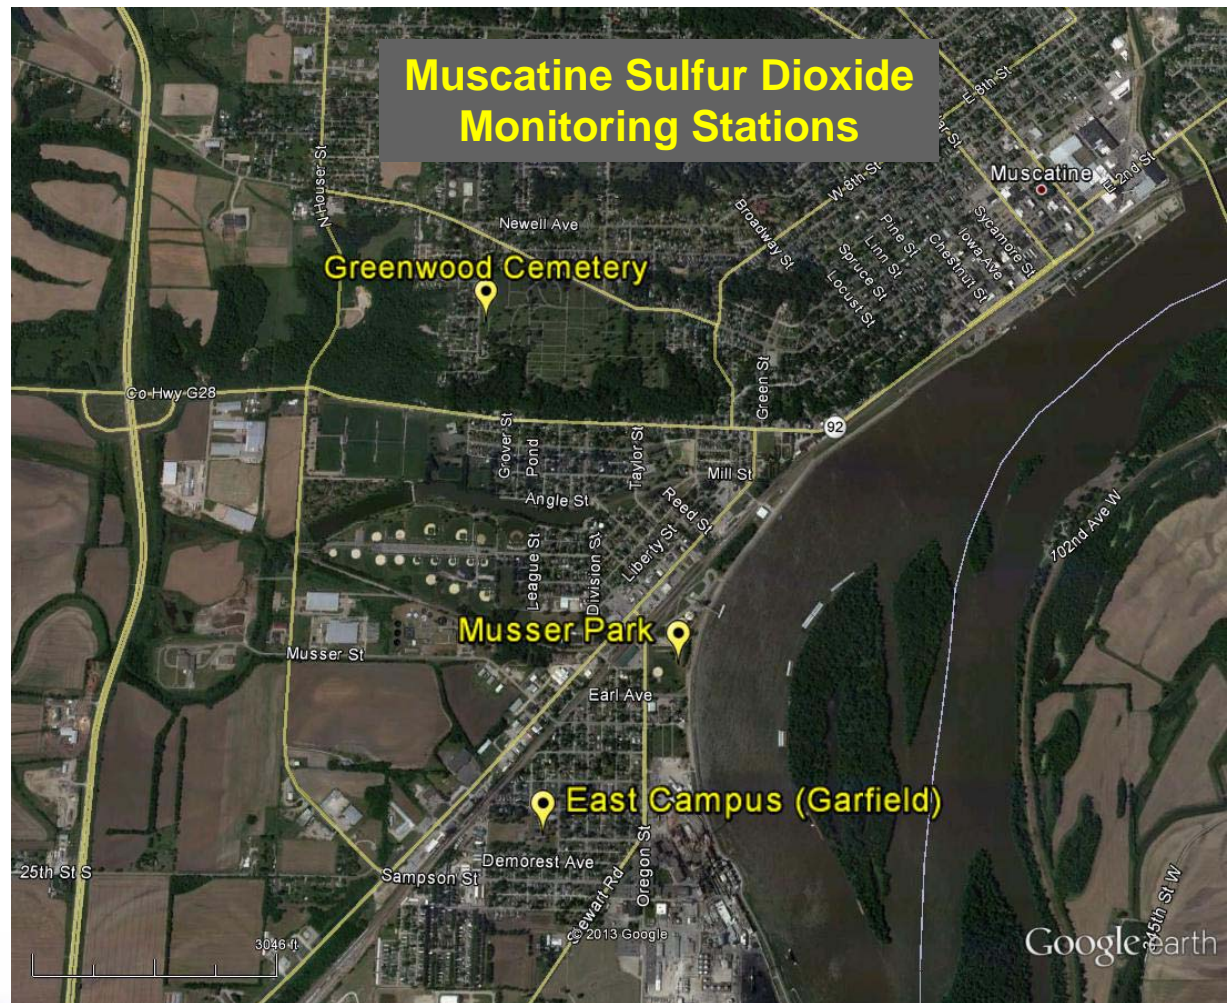 Muscatine Sulfur Dioxide
Monitoring Stations
E 8th St
ar St
Muscatine
E 2nd St
W 8th St
N Houser St
Newell Ave
Broadway St
Pine St
Linn St
Spruce St
Locust St
Sycamore St
Iowa Ave
Chestnut St
Greenwood Cemetery
Co Hwy G28
Green St
92
Grover St
Pond
Taylor St
Mill St
Angle St
Reed St
Liberty St
League St
Division St
102nd Ave W
Musser Park
Musser St
Earl Ave
East Campus (Garfield)
Demorest Ave
Oregon St
25th St S
Sampson St
Stewart Rd
© 2013 Google
3046 ft
Google earth